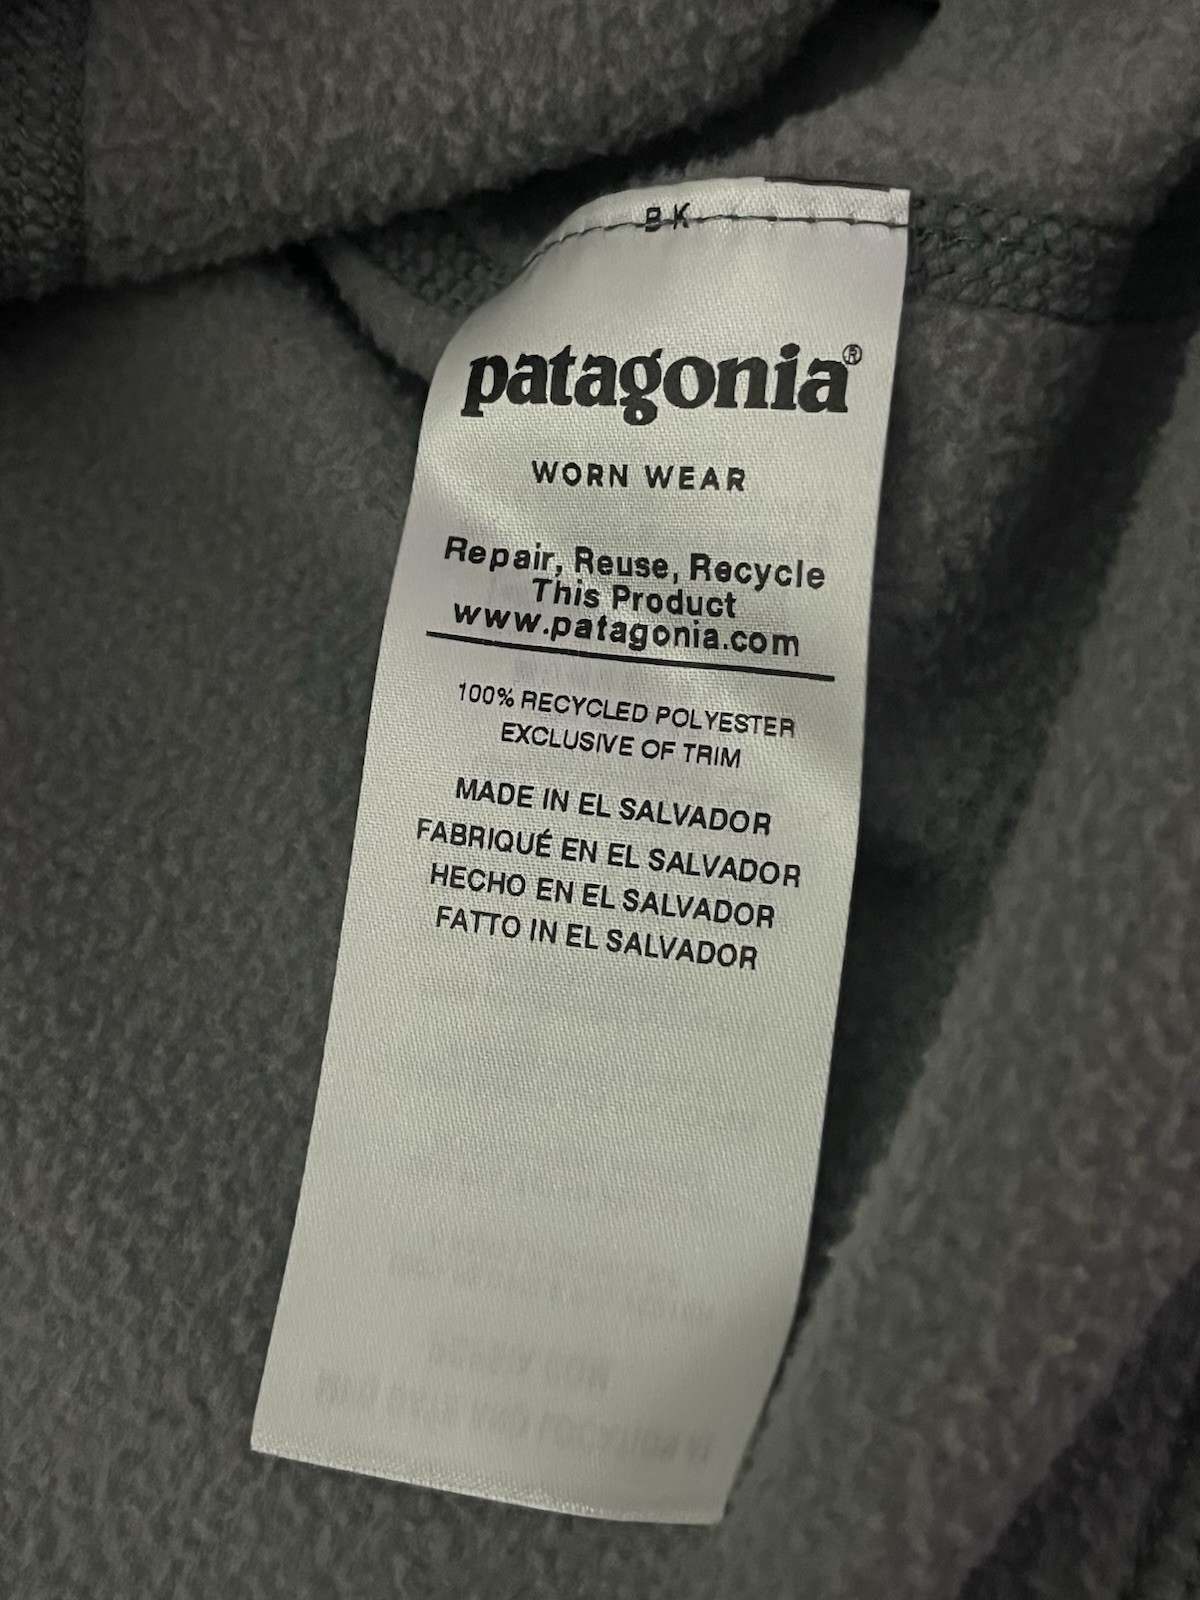 BK
patagonia®
WORN WEAR
Repair, Reuse, Recycle
This Product
www.patagonia.com
100% RECYCLED POLYESTER
EXCLUSIVE OF TRIM
MADE IN EL SALVADOR
FABRIQUÉ EN EL SALVADOR
HECHO EN EL SALVADOR
FATTO IN EL SALVADOR